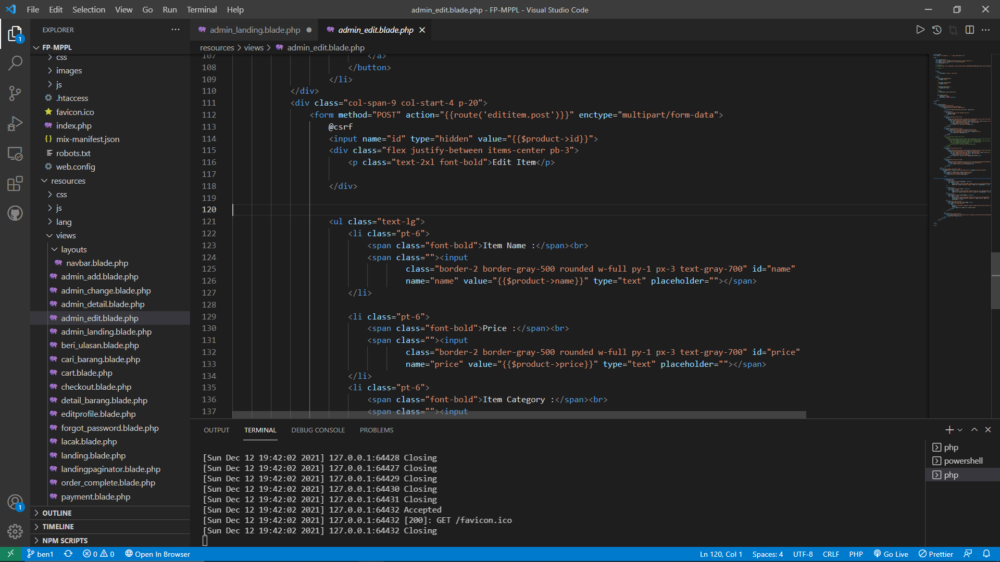 File Edit Selection View Go Run Terminal Help
admin_edit.blade.php - FP-MPPL - Visual Studio Code
EXPLORER
admin_landing.blade.php
admin_edit.blade.php
FP-MPPL
resources > views > admin_edit.blade.php
css
images
js
.htaccess
favicon.ico
index.php
mix-manifest.json
robots.txt
web.config
resources
css
js
lang
views
layouts
navbar.blade.php
admin_add.blade.php
admin_change.blade.php
admin_detail.blade.php
admin_edit.blade.php
admin_landing.blade.php
beri_ulasan.blade.php
cari_barang.blade.php
cart.blade.php
checkout.blade.php
detail_barang.blade.php
editprofile.blade.php
forgot_password.blade.php
lacak.blade.php
landing.blade.php
landingpaginator.blade.php
order_complete.blade.php
payment.blade.php
OUTLINE
TIMELINE
NPM SCRIPTS
107 </a>
108 </button>
109 </li>
110 </div>
111 <div class="col-span-9 col-start-4 p-20">
112 <form method="POST" action="{{route('edititem.post')}}" enctype="multipart/form-data">
113 @csrf
114 <input name="id" type="hidden" value="{{$product->id}}">
115 <div class="flex justify-between items-center pb-3">
116 <p class="text-2xl font-bold">Edit Item</p>
117
118 </div>
119
120
121 <ul class="text-lg">
122 <li class="pt-6">
123 <span class="font-bold">Item Name :</span><br>
124 <span class=""><input
125 class="border-2 border-gray-500 rounded w-full py-1 px-3 text-gray-700" id="name"
126 name="name" value="{{$product->name}}" type="text" placeholder=""></span>
127 </li>
128
129 <li class="pt-6">
130 <span class="font-bold">Price :</span><br>
131 <span class=""><input
132 class="border-2 border-gray-500 rounded w-full py-1 px-3 text-gray-700" id="price"
133 name="price" value="{{$product->price}}" type="text" placeholder=""></span>
134 </li>
135 <li class="pt-6">
136 <span class="font-bold">Item Category :</span><br>
137 <span class=""><input
OUTPUT TERMINAL DEBUG CONSOLE PROBLEMS
[Sun Dec 12 19:42:02 2021] 127.0.0.1:64428 Closing
[Sun Dec 12 19:42:02 2021] 127.0.0.1:64427 Closing
[Sun Dec 12 19:42:02 2021] 127.0.0.1:64429 Closing
[Sun Dec 12 19:42:02 2021] 127.0.0.1:64430 Closing
[Sun Dec 12 19:42:02 2021] 127.0.0.1:64431 Closing
[Sun Dec 12 19:42:02 2021] 127.0.0.1:64432 Accepted
[Sun Dec 12 19:42:02 2021] 127.0.0.1:64432 [200]: GET /favicon.ico
[Sun Dec 12 19:42:02 2021] 127.0.0.1:64432 Closing
php
powershell
php
ben1 0 0 Open In Browser Ln 120, Col 1 Spaces: 4 UTF-8 CRLF PHP Go Live Prettier